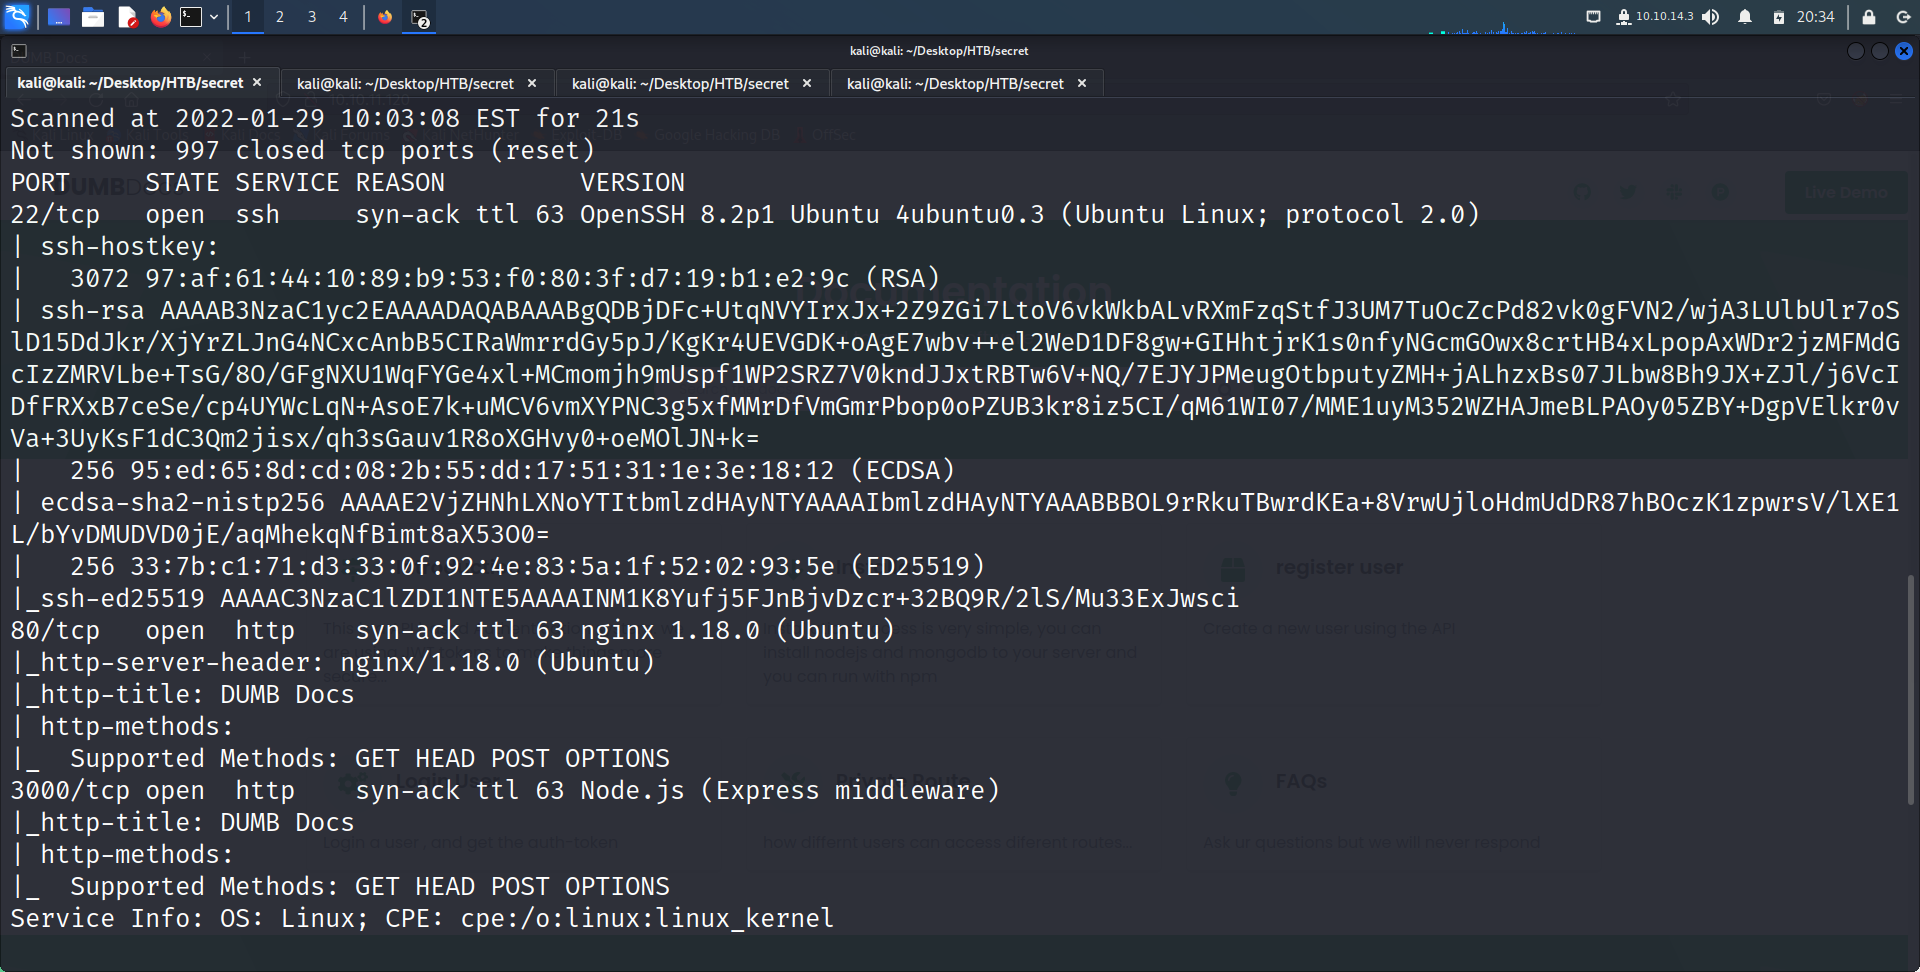 1 2 3 4 2 10.10.14.3 20:34
kali@kali: ~/Desktop/HTB/secret
kali@kali: ~/Desktop/HTB/secret × kali@kali: ~/Desktop/HTB/secret × kali@kali: ~/Desktop/HTB/secret × kali@kali: ~/Desktop/HTB/secret ×
Scanned at 2022-01-29 10:03:08 EST for 21s
Not shown: 997 closed tcp ports (reset)
PORT     STATE SERVICE REASON         VERSION
22/tcp   open  ssh     syn-ack ttl 63 OpenSSH 8.2p1 Ubuntu 4ubuntu0.3 (Ubuntu Linux; protocol 2.0)
| ssh-hostkey:
|   3072 97:af:61:44:10:89:b9:53:f0:80:3f:d7:19:b1:e2:9c (RSA)
| ssh-rsa AAAAB3NzaC1yc2EAAAADAQABAAABgQDBjDFc+UtqNVYIrxJx+2Z9ZGi7LtoV6vkWkbALvRXmFzqStfJ3UM7TuOcZcPd82vk0gFVN2/wjA3LUlbUlr7oS
lD15DdJkr/XjYrZLJnG4NCxcAnbB5CIRaWmrrdGy5pJ/KgKr4UEVGDK+oAgE7wbv++el2WeD1DF8gw+GIHhtjrK1s0nfyNGcmGOwx8crtHB4xLpopAxWDr2jzMFMdG
cIzZMRVLbe+TsG/8O/GFgNXU1WqFYGe4xl+MCmomjh9mUspf1WP2SRZ7V0kndJJxtRBTw6V+NQ/7EJYJPMeugOtbputyZMH+jALhzxBs07JLbw8Bh9JX+ZJl/j6VcI
DfFRXxB7ceSe/cp4UYWcLqN+AsoE7k+uMCV6vmXYPNC3g5xfMMrDfVmGmrPbop0oPZUB3kr8iz5CI/qM61WI07/MME1uyM352WZHAJmeBLPAOy05ZBY+DgpVElkr0v
Va+3UyKsF1dC3Qm2jisx/qh3sGauv1R8oXGHvy0+oeMOlJN+k=
|   256 95:ed:65:8d:cd:08:2b:55:dd:17:51:31:1e:3e:18:12 (ECDSA)
| ecdsa-sha2-nistp256 AAAAE2VjZHNhLXNoYTItbmlzdHAyNTYAAAAIbmlzdHAyNTYAAABBBOL9rRkuTBwrdKEa+8VrwUjloHdmUdDR87hBOczK1zpwrsV/lXE1
L/bYvDMUDVD0jE/aqMhekqNfBimt8aX53O0=
|   256 33:7b:c1:71:d3:33:0f:92:4e:83:5a:1f:52:02:93:5e (ED25519)
|_ssh-ed25519 AAAAC3NzaC1lZDI1NTE5AAAAINM1K8Yufj5FJnBjvDzcr+32BQ9R/2lS/Mu33ExJwsci
80/tcp   open  http    syn-ack ttl 63 nginx 1.18.0 (Ubuntu)
|_http-server-header: nginx/1.18.0 (Ubuntu)
|_http-title: DUMB Docs
| http-methods:
|_  Supported Methods: GET HEAD POST OPTIONS
3000/tcp open  http    syn-ack ttl 63 Node.js (Express middleware)
|_http-title: DUMB Docs
| http-methods:
|_  Supported Methods: GET HEAD POST OPTIONS
Service Info: OS: Linux; CPE: cpe:/o:linux:linux_kernel